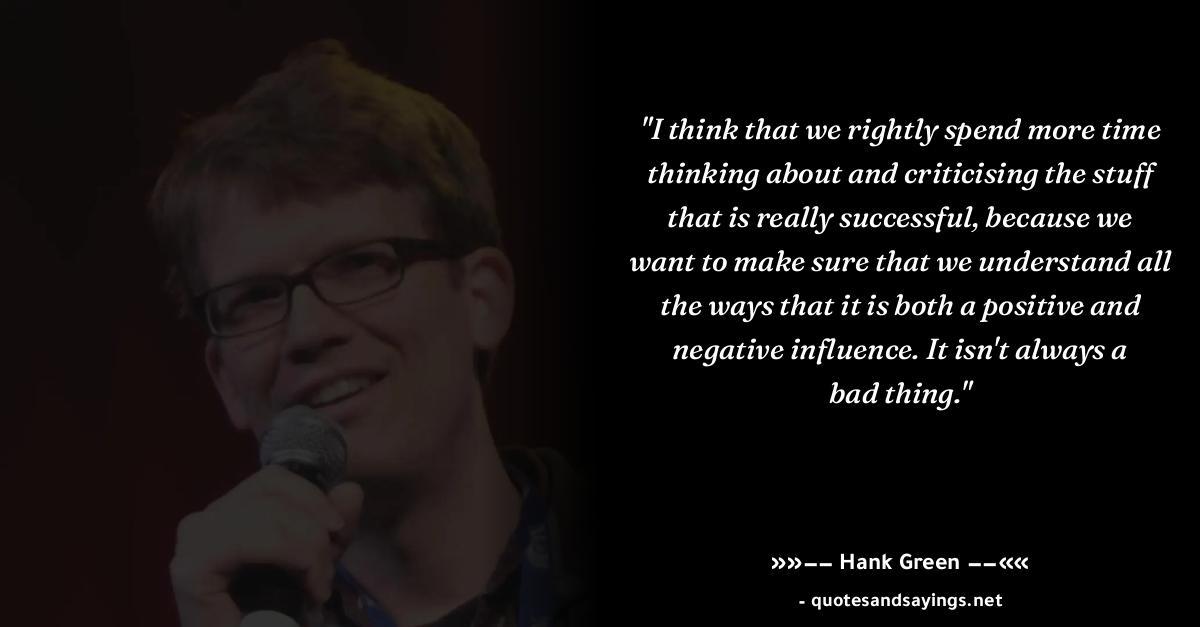 "I think that we rightly spend more time
thinking about and criticising the stuff
that is really successful, because we
want to make sure that we understand all
the ways that it is both a positive and
negative influence. It isn't always a
bad thing."
»»−− Hank Green −−««
- quotesandsayings.net